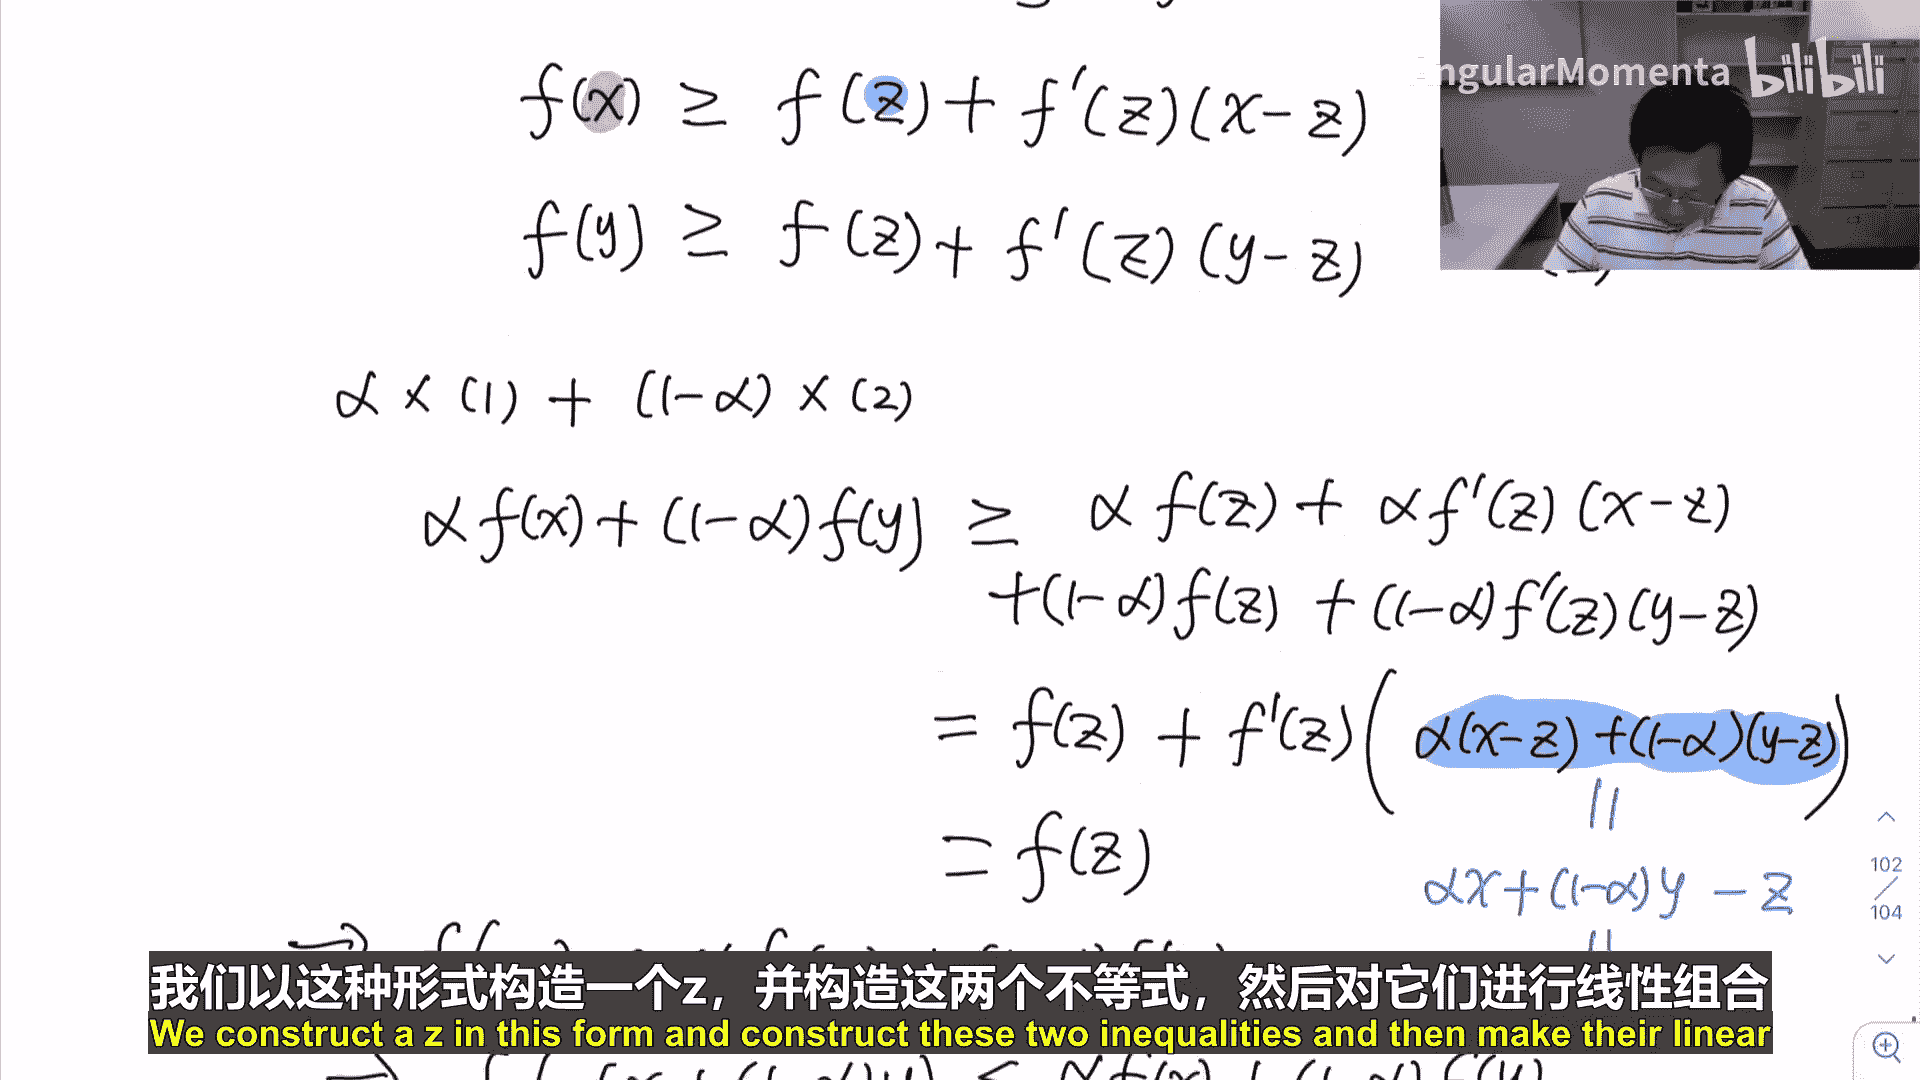 f(x) ≥ f(z) + f'(z)(x-z)
ngularMomenta bilibili
f(y) ≥ f(z) + f'(z)(y-z)
α × (1) + (1-α) × (2)
αf(x) + (1-α)f(y) ≥ αf(z) + αf'(z)(x-z)
+(1-α)f(z) + (1-α)f'(z)(y-z)
= f(z) + f'(z)(α(x-z) + (1-α)(y-z))
=
= f(z)
αx + (1-α)y - z
102
/
104
我们以这种形式构造一个z，并构造这两个不等式，然后对它们进行线性组合
We construct a z in this form and construct these two inequalities and then make their linear